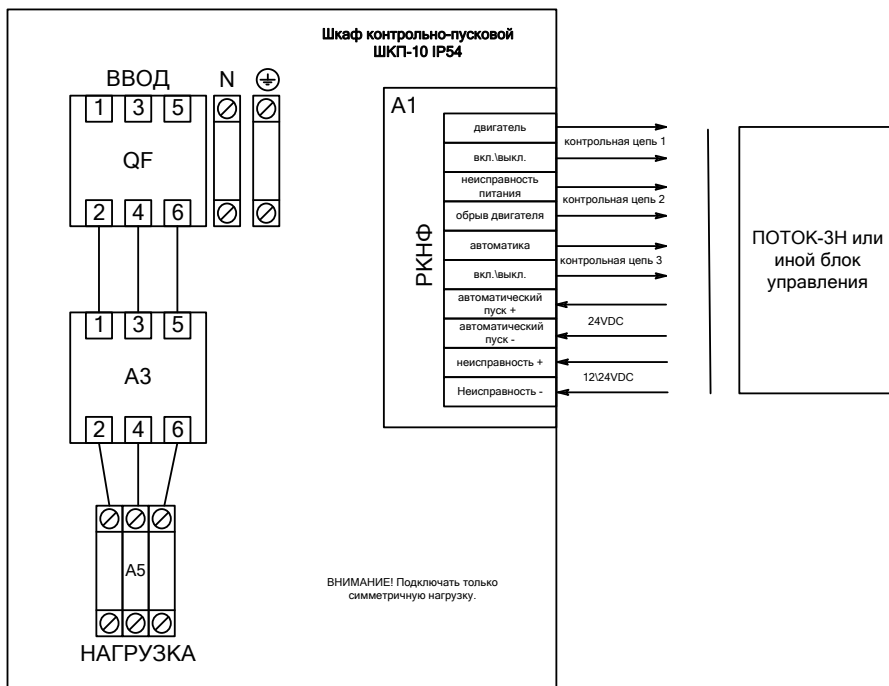 Шкаф контрольно-пусковой
ШКП-10 IP54
ВВОД
N
1 3 5
QF
2 4 6
1 3 5
А3
2 4 6
А5
НАГРУЗКА
А1
РКНФ
двигатель
вкл.\выкл.
неисправность
питания
обрыв двигателя
автоматика
вкл.\выкл.
автоматический
пуск +
автоматический
пуск -
неисправность +
Неисправность -
контрольная цепь 1
контрольная цепь 2
контрольная цепь 3
24VDC
12\24VDC
ПОТОК-3Н или
иной блок
управления
ВНИМАНИЕ! Подключать только
симметричную нагрузку.